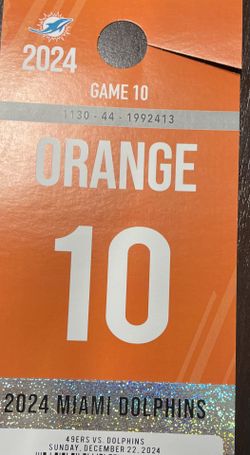 2024
GAME 10
1130 - 44 - 1992413
ORANGE
10
2024 MIAMI DOLPHINS
49ERS VS. DOLPHINS
SUNDAY, DECEMBER 22, 2024